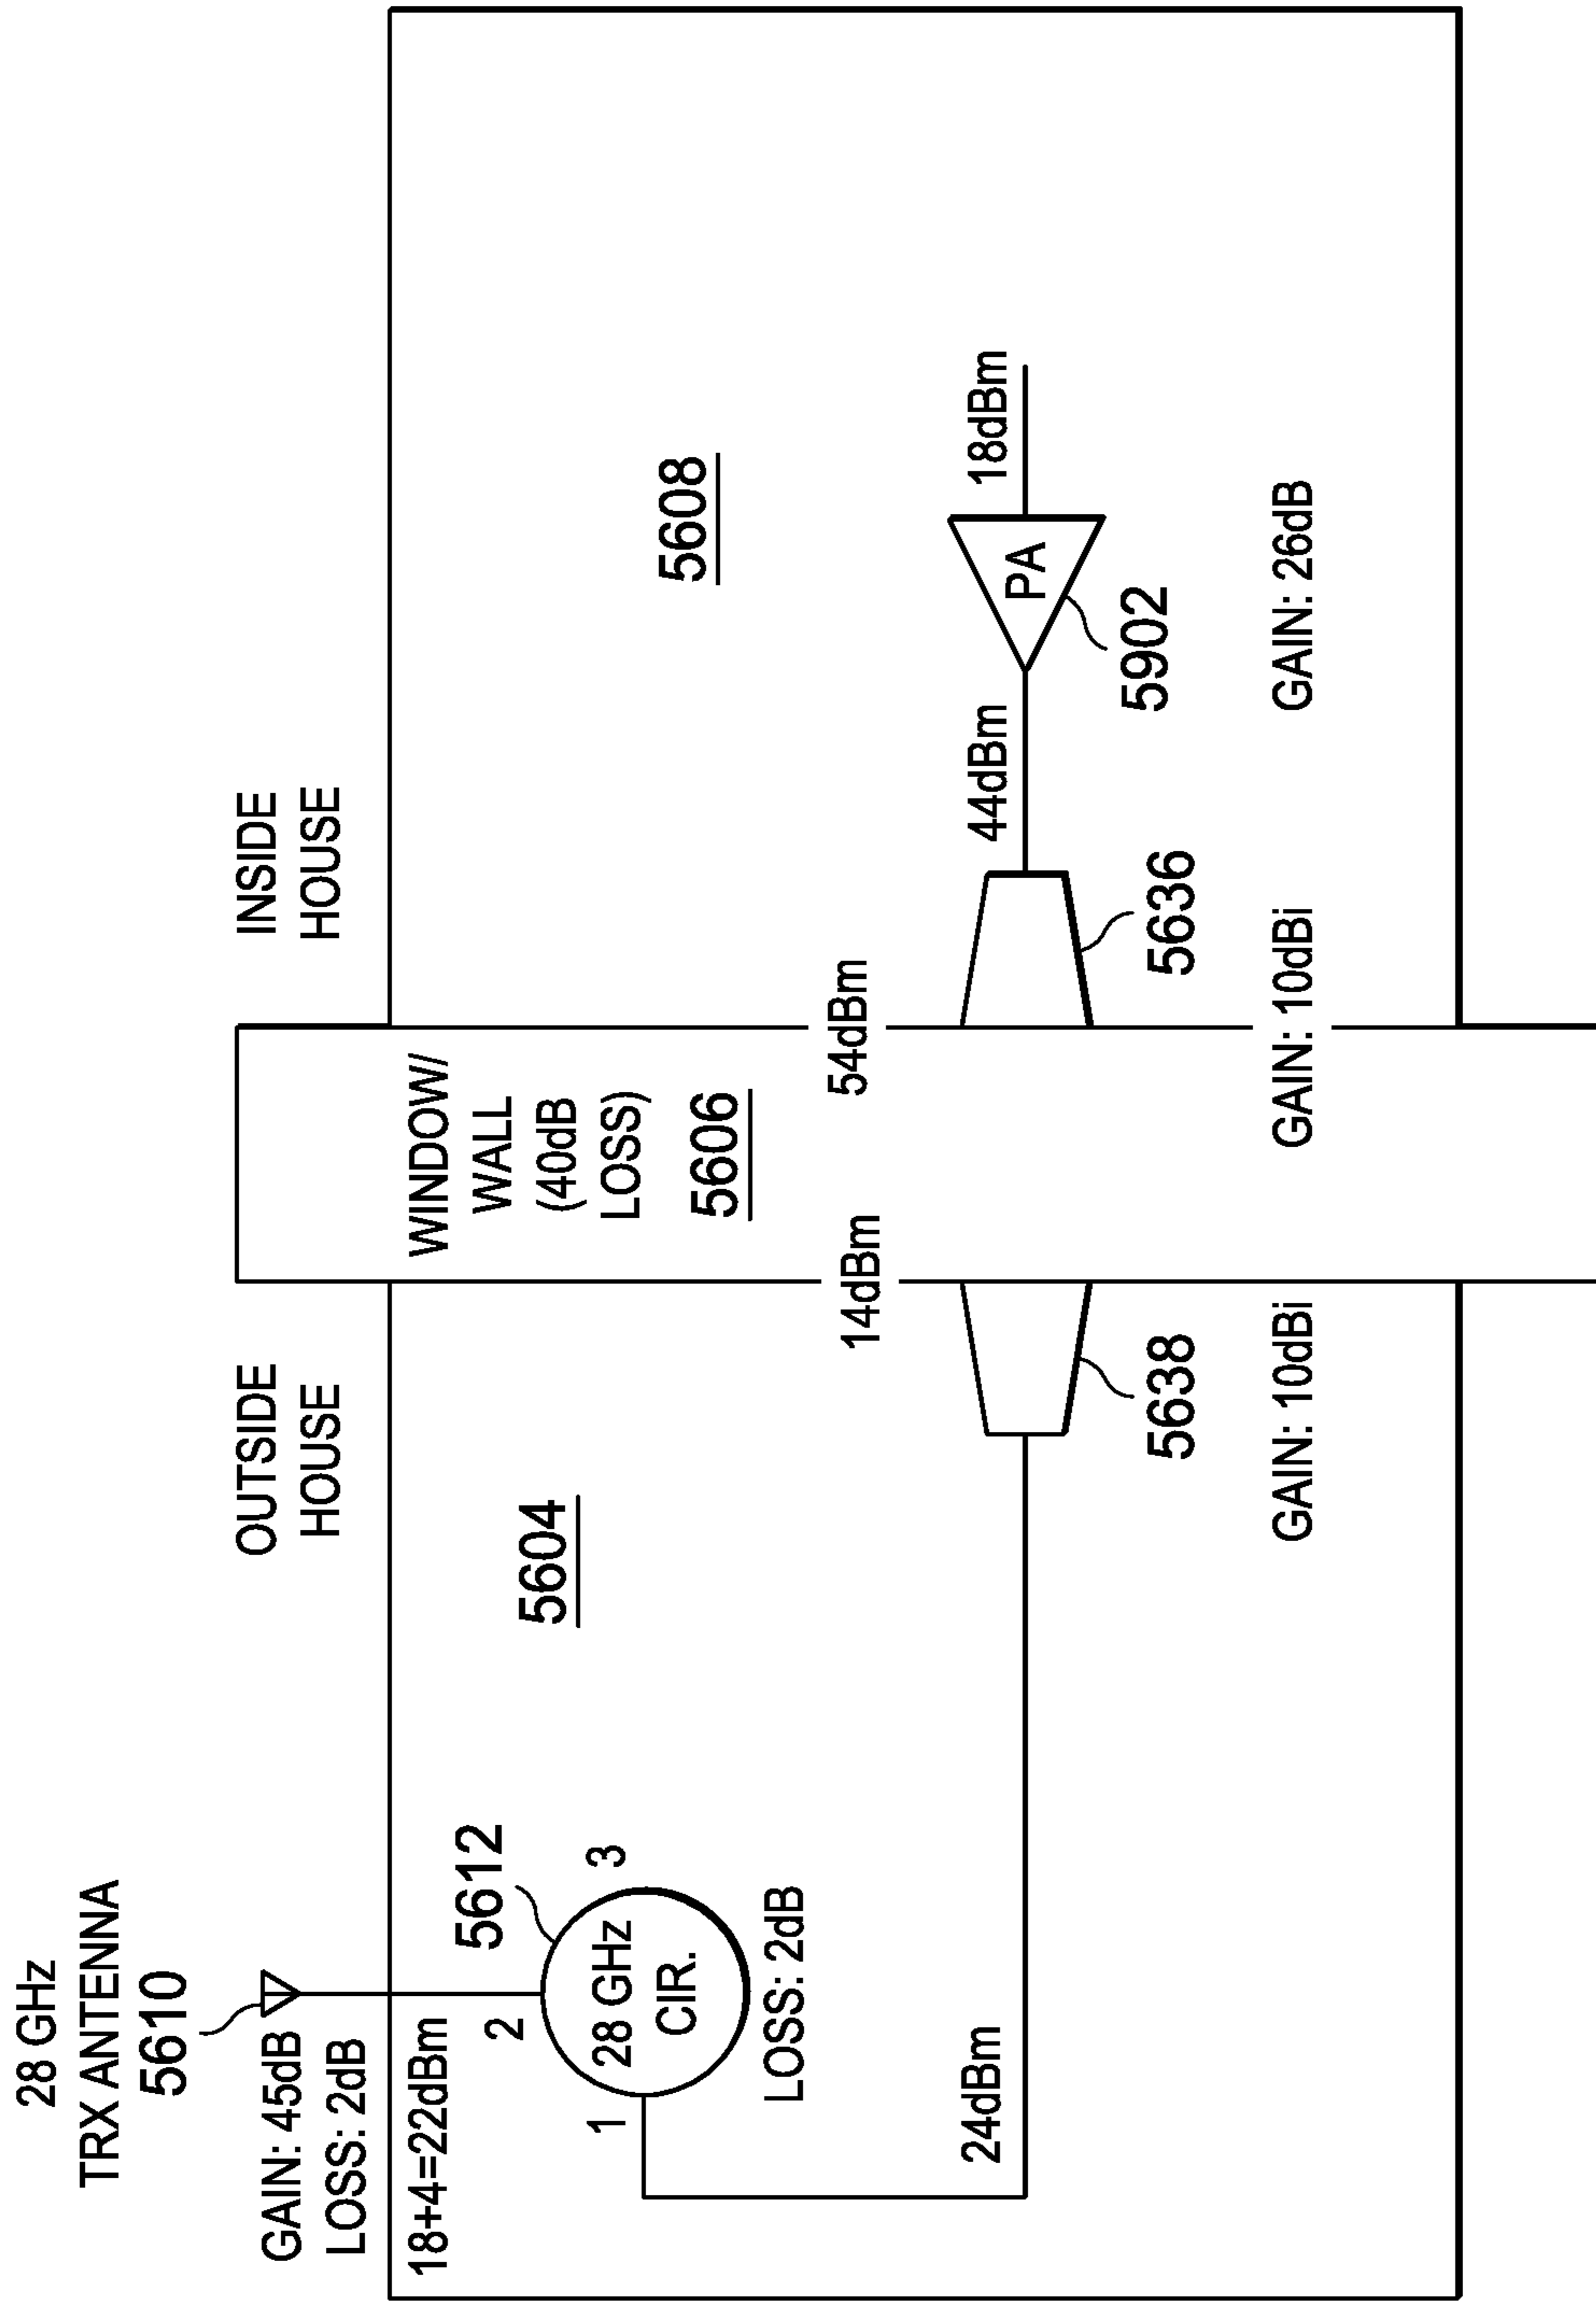 28 GHz
TRX ANTENNA
5610
GAIN: 45dB
LOSS: 2dB
18+4=22dBm
2
5612
1
28 GHz
CIR.
3
LOSS: 2dB
24dBm
OUTSIDE
HOUSE
5604
14dBm
5638
GAIN: 10dBi
WINDOW/
WALL
(40dB
LOSS)
5606
54dBm
INSIDE
HOUSE
5608
5636
GAIN: 10dBi
44dBm
PA
18dBm
5902
GAIN: 26dB